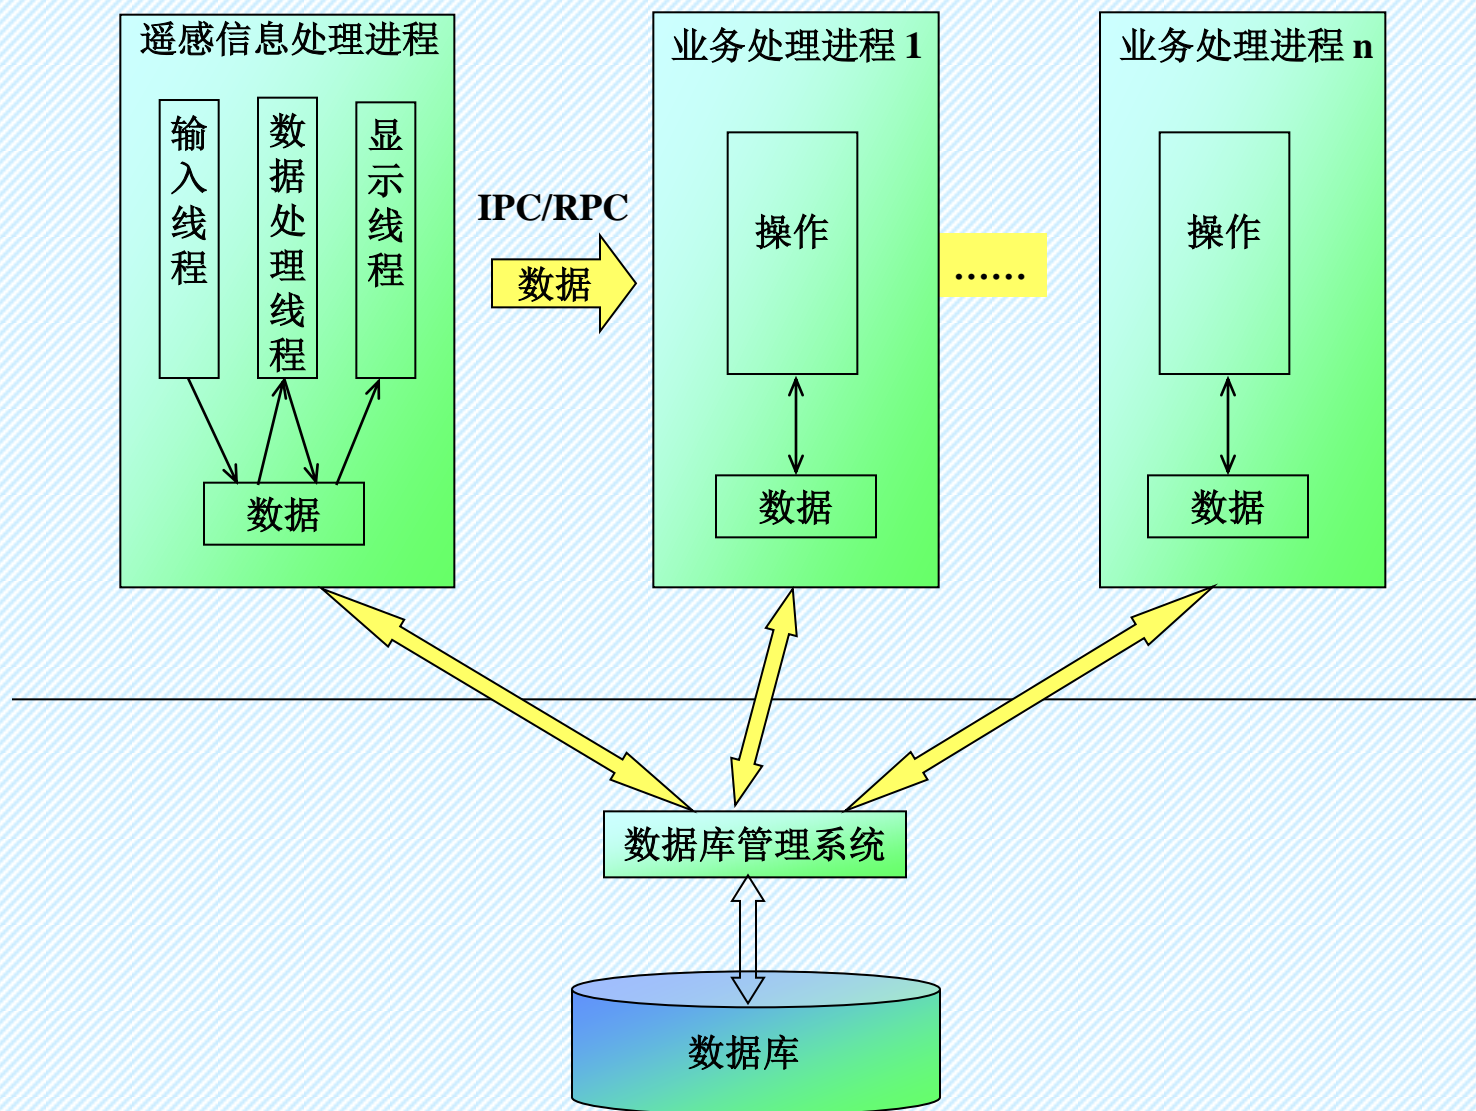 遥感信息处理进程
业务处理进程 1
业务处理进程 n
输入线程
数据处理线程
显示线程
IPC/RPC
数据
操作
……
操作
数据
数据
数据
数据库管理系统
数据库